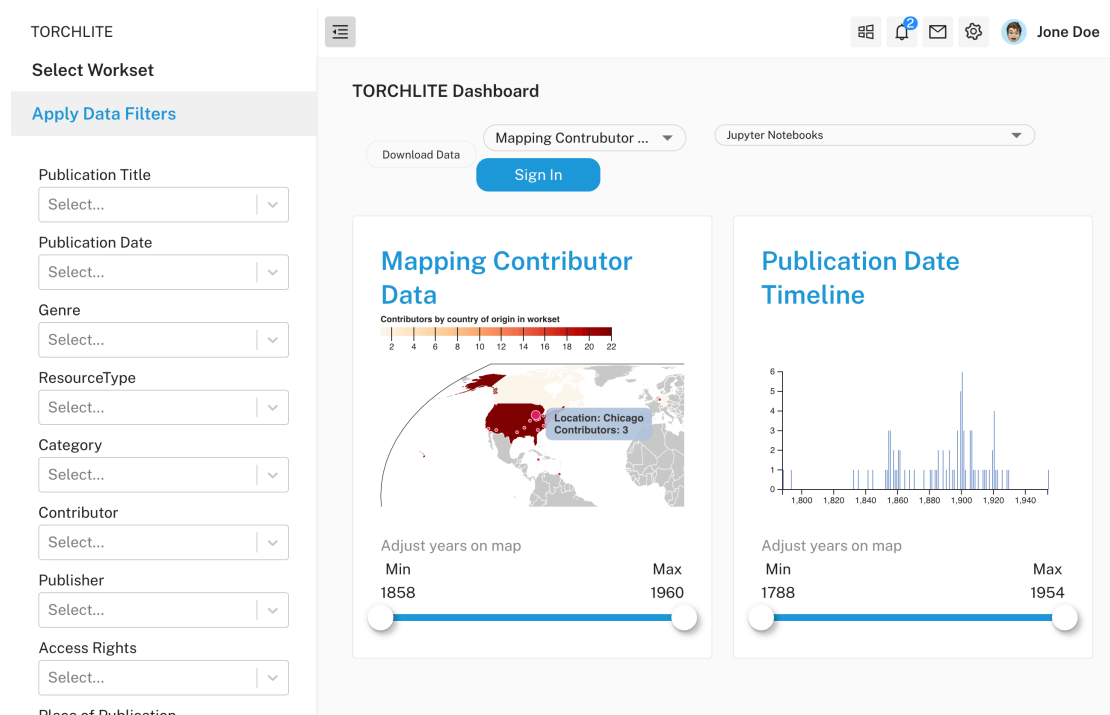 TORCHLITE
Select Workset
Apply Data Filters
Publication Title
Select...
Publication Date
Select...
Genre
Select...
ResourceType
Select...
Category
Select...
Contributor
Select...
Publisher
Select...
Access Rights
Select...
Place of Publication
2
Jone Doe
TORCHLITE Dashboard
Download Data
Mapping Contrubutor ...
Sign In
Jupyter Notebooks
Mapping Contributor
Data
Contributors by country of origin in workset
2 4 6 8 10 12 14 16 18 20 22
Location: Chicago
Contributors: 3
Adjust years on map
Min Max
1858 1960
Publication Date
Timeline
6
5
4
3
2
1
0
1,800 1,820 1,840 1,860 1,880 1,900 1,920 1,940
Adjust years on map
Min Max
1788 1954